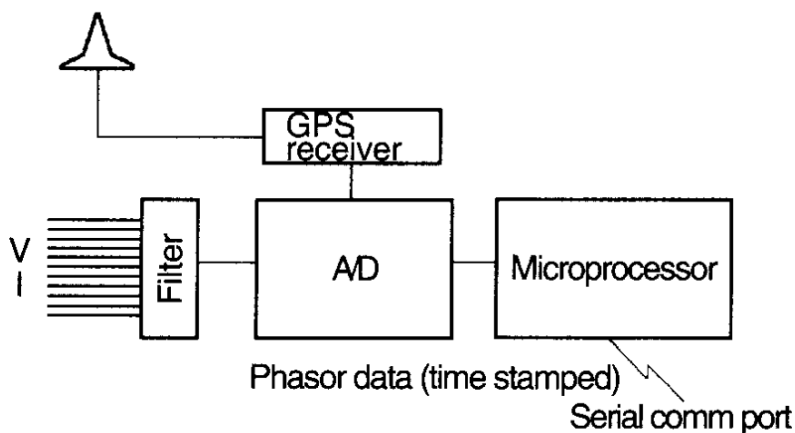 GPS
receiver
V
I
Filter
A/D
Microprocessor
Phasor data (time stamped)
Serial comm port